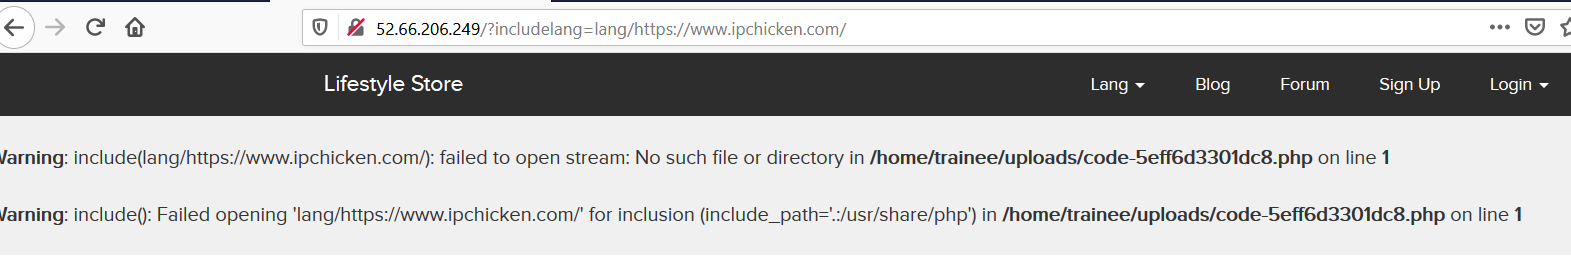 52.66.206.249/?includelang=lang/https://www.ipchicken.com/
Lifestyle Store Lang Blog Forum Sign Up Login
Warning: include(lang/https://www.ipchicken.com/): failed to open stream: No such file or directory in /home/trainee/uploads/code-5eff6d3301dc8.php on line 1
Warning: include(): Failed opening 'lang/https://www.ipchicken.com/' for inclusion (include_path='.:/usr/share/php') in /home/trainee/uploads/code-5eff6d3301dc8.php on line 1